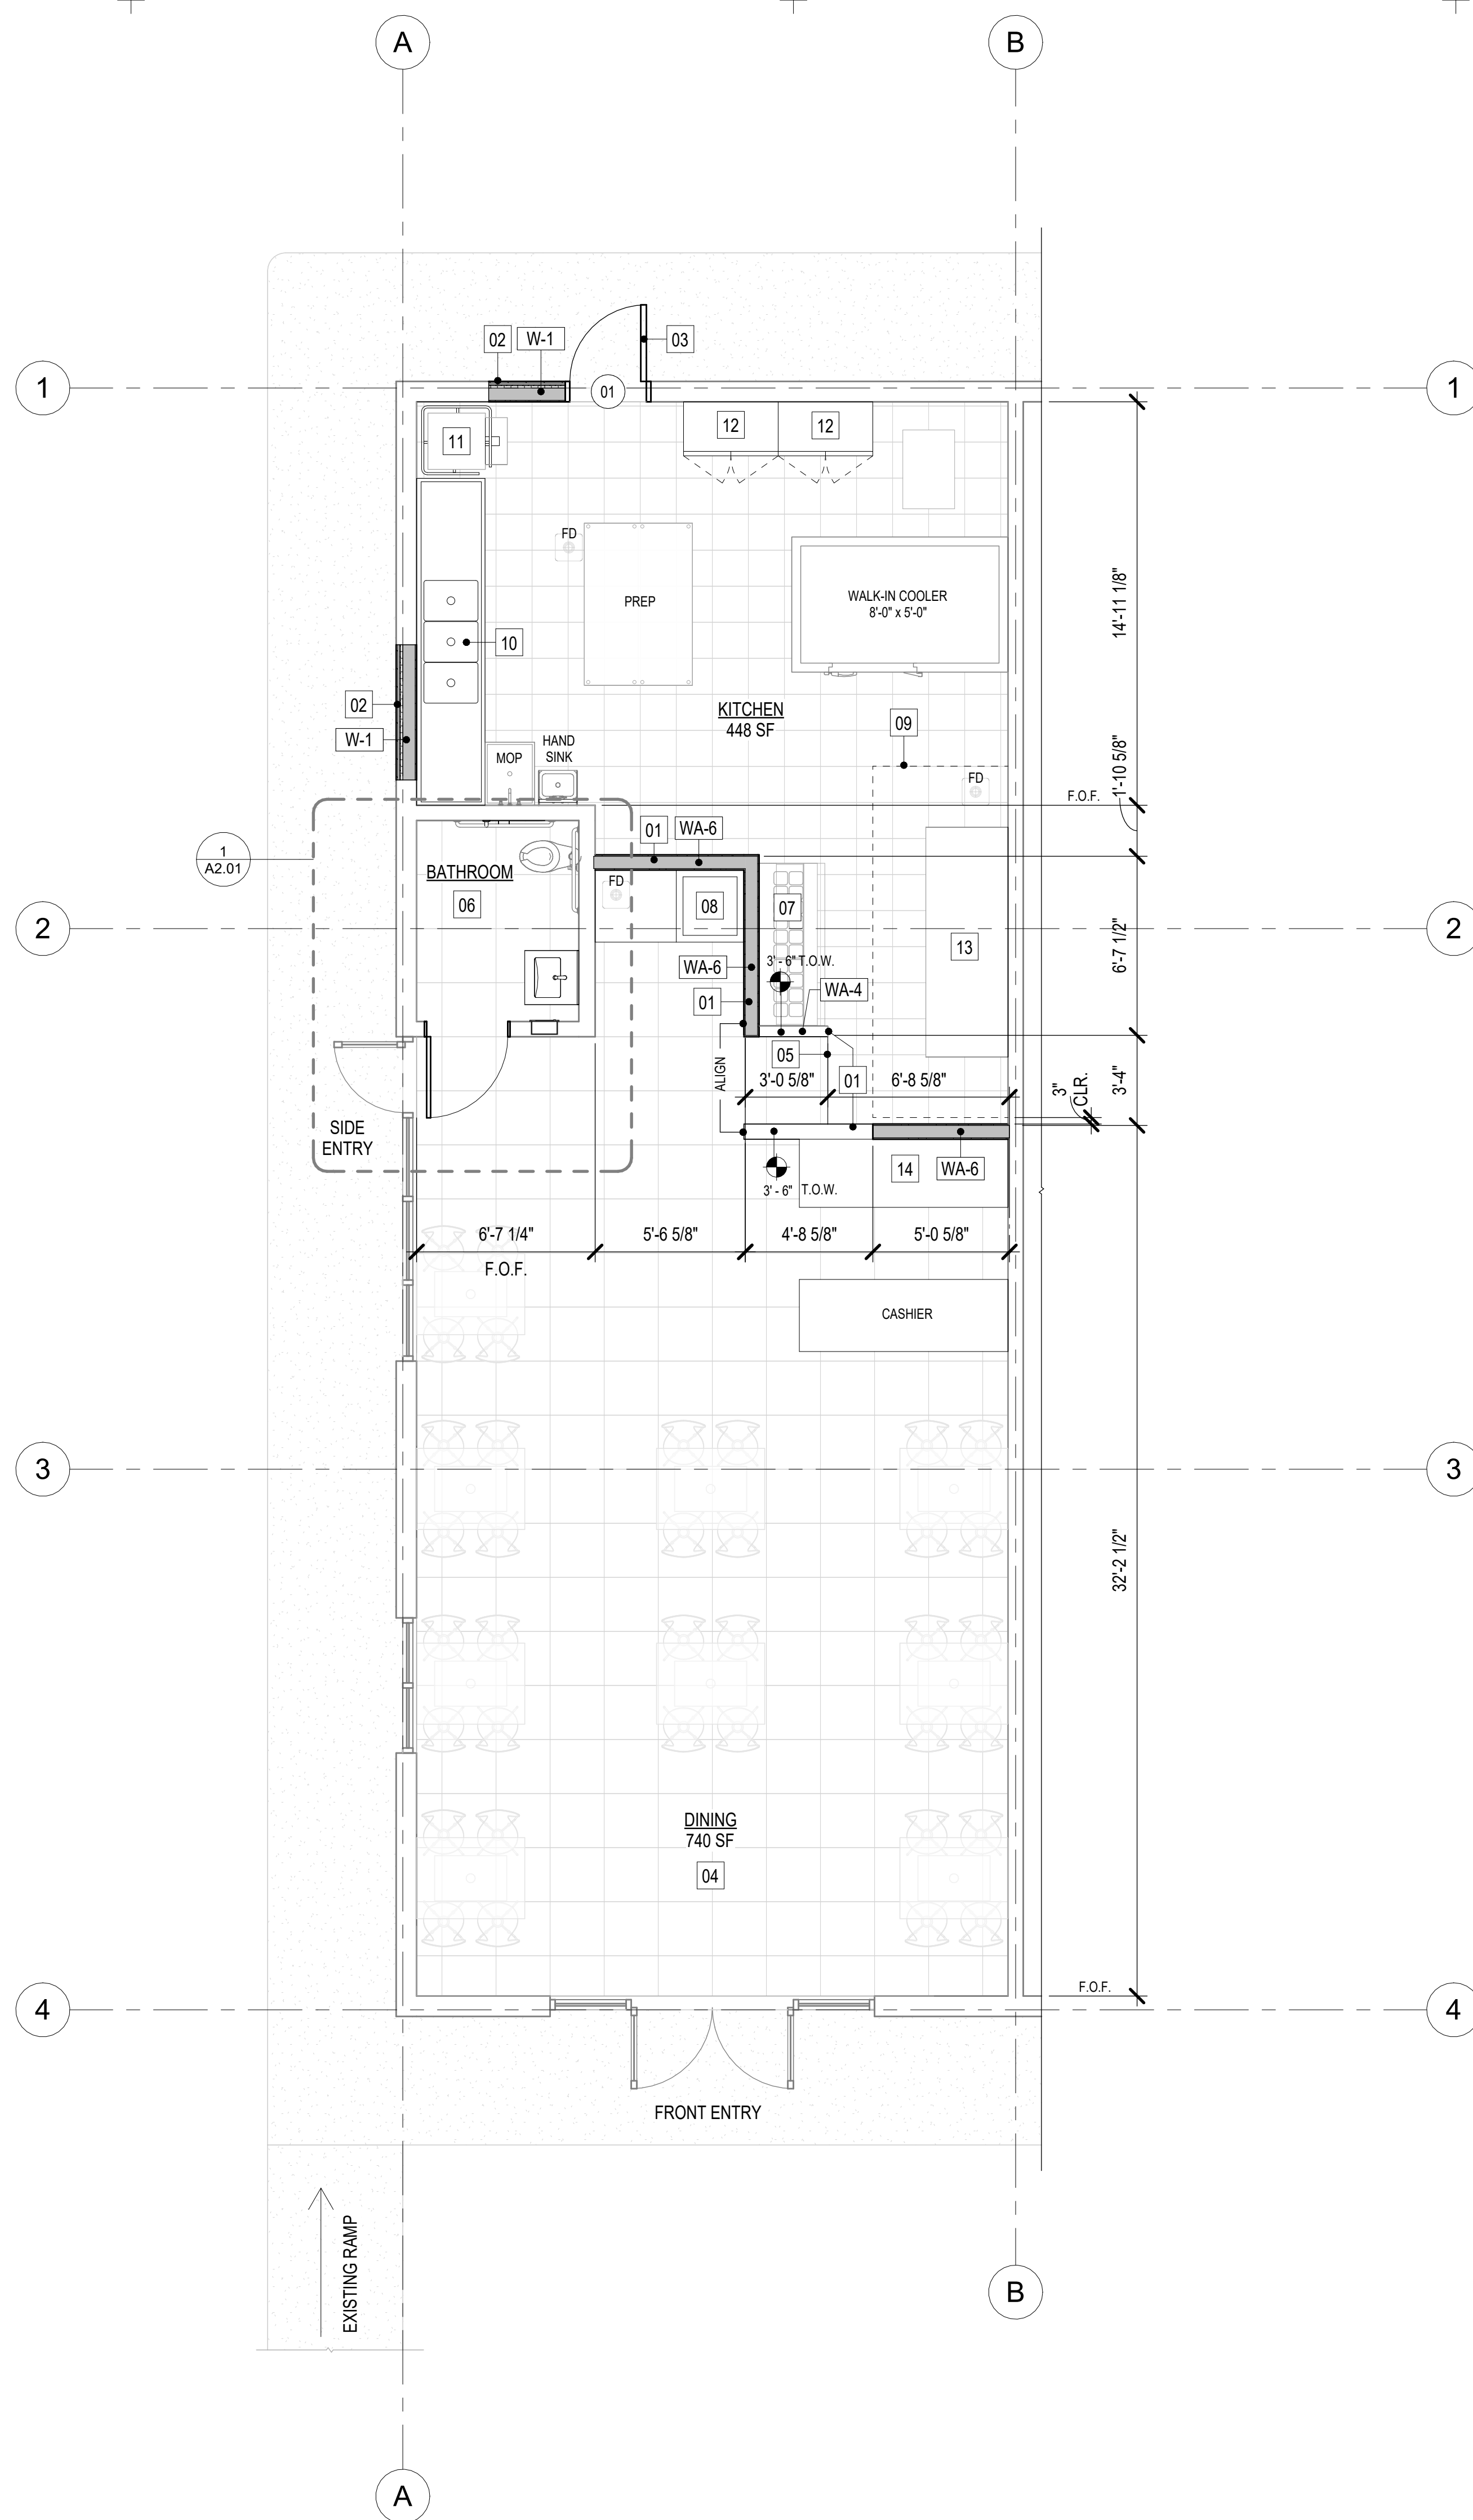 A
B
02
W-1
03
1
01
1
11
12
12
FD
14'-11 1/8"
PREP
WALK-IN COOLER
8'-0" x 5'-0"
10
02
W-1
KITCHEN
448 SF
09
HAND
SINK
MOP
FD
1'-10 5/8"
F.O.F.
01
WA-6
1
A2.01
BATHROOM
06
FD
08
07
2
2
13
6'-7 1/2"
WA-6
3'- 6" T.O.W.
WA-4
01
ALIGN
05
3'-0 5/8"
01
6'-8 5/8"
3"
CLR.
3'-4"
SIDE
ENTRY
14
WA-6
3' - 6" T.O.W.
6'-7 1/4"
5'-6 5/8"
4'-8 5/8"
5'-0 5/8"
F.O.F.
CASHIER
3
3
32'-2 1/2"
DINING
740 SF
04
F.O.F.
4
4
FRONT ENTRY
EXISTING RAMP
B
A